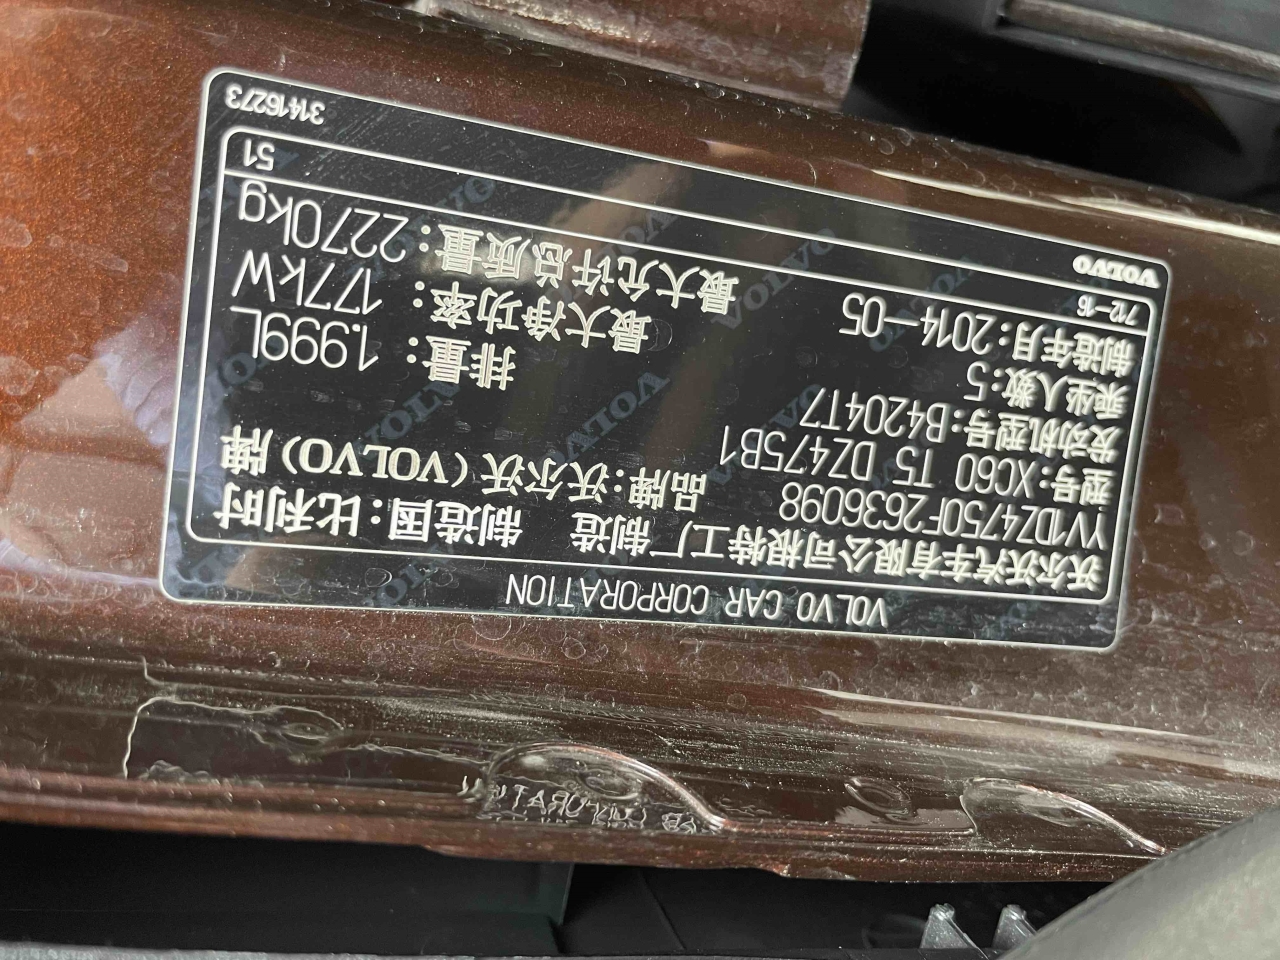 VOLVO CAR CORPORATION
沃尔沃汽车有限公司根特工厂 制造 制造国：比利时
YV1DZ4750F2636098 品牌：沃尔沃（VOLVO）牌
型号：XC60 T5 DZ475B1
发动机型号：B4204T7 排量：1.999L
乘坐人数：5 最大净功率：177kW
制造年月：2014—05 最大允许总质量：2270kg
712-16 51
VOLVO 31416273